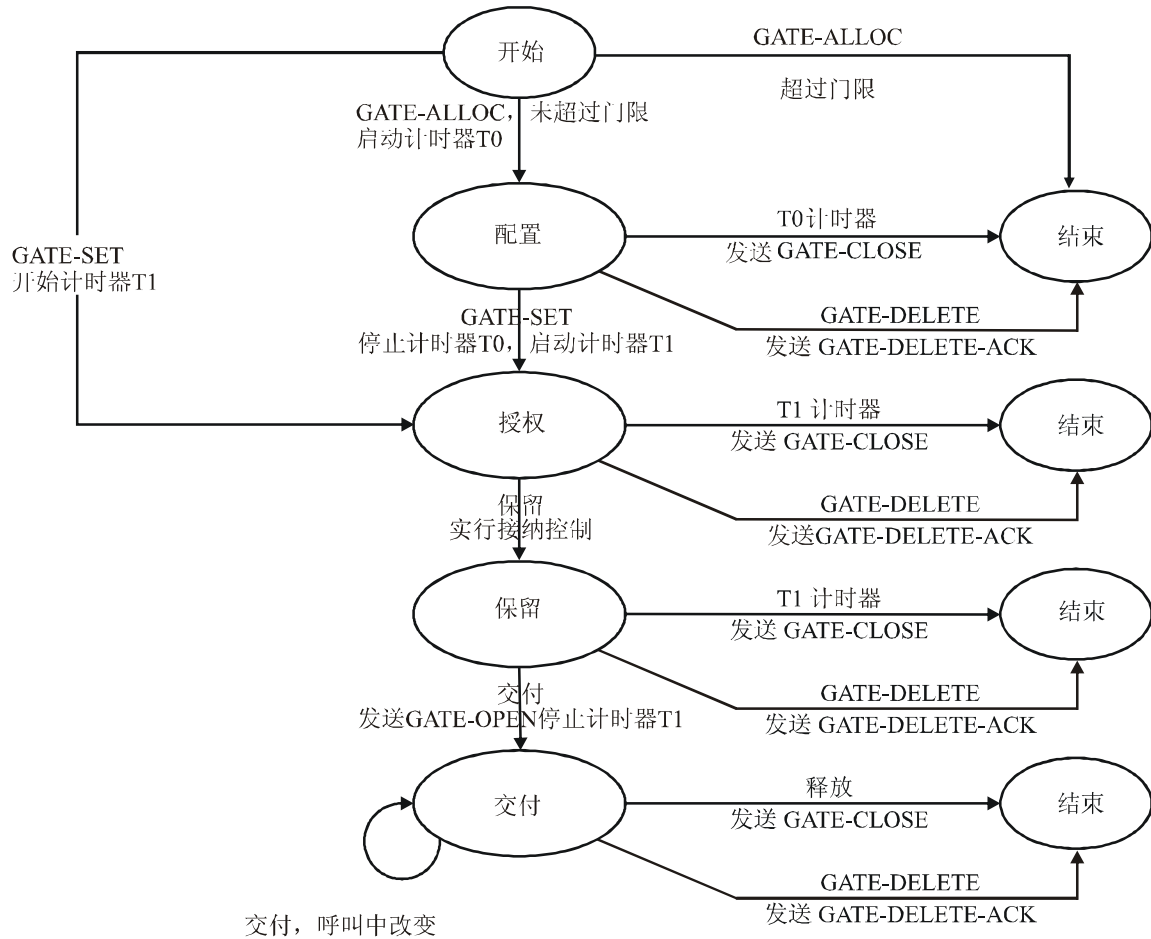 开始
GATE-ALLOC
超过门限
GATE-ALLOC，未超过门限
启动计时器T0
配置
T0计时器
发送 GATE-CLOSE
结束
GATE-SET
开始计时器T1
GATE-DELETE
发送 GATE-DELETE-ACK
GATE-SET
停止计时器T0，启动计时器T1
授权
T1 计时器
发送 GATE-CLOSE
结束
GATE-DELETE
发送GATE-DELETE-ACK
保留
实行接纳控制
保留
T1 计时器
发送 GATE-CLOSE
结束
GATE-DELETE
发送 GATE-DELETE-ACK
交付
发送GATE-OPEN停止计时器T1
交付
释放
发送 GATE-CLOSE
结束
GATE-DELETE
发送 GATE-DELETE-ACK
交付，呼叫中改变